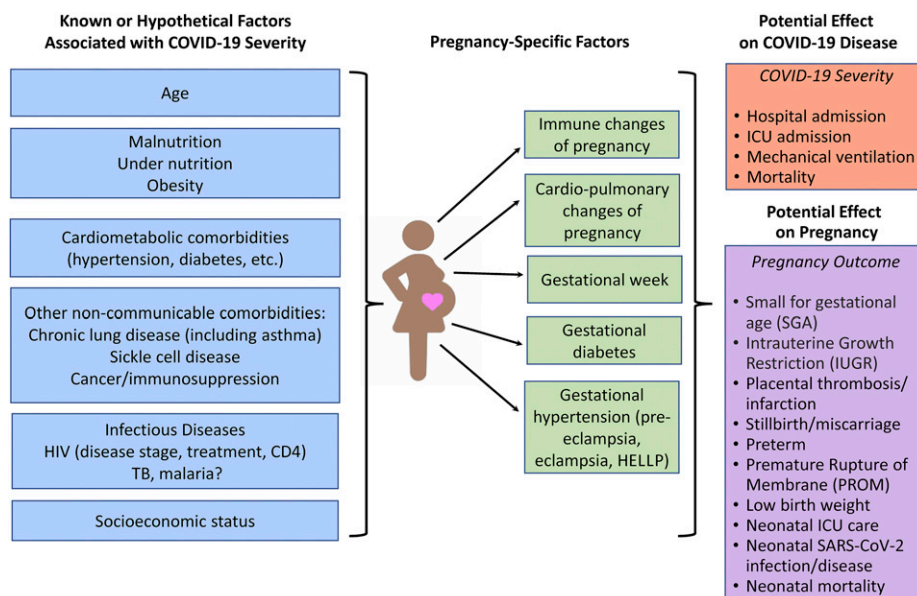 Known or Hypothetical Factors
Associated with COVID-19 Severity
Age
Malnutrition
Under nutrition
Obesity
Cardiometabolic comorbidities
(hypertension, diabetes, etc.)
Other non-communicable comorbidities:
Chronic lung disease (including asthma)
Sickle cell disease
Cancer/immunosuppression
Infectious Diseases
HIV (disease stage, treatment, CD4)
TB, malaria?
Socioeconomic status
Pregnancy-Specific Factors
Immune changes
of pregnancy
Cardio-pulmonary
changes of
pregnancy
Gestational week
Gestational
diabetes
Gestational
hypertension (pre-
eclampsia,
eclampsia, HELLP)
Potential Effect
on COVID-19 Disease
COVID-19 Severity
• Hospital admission
• ICU admission
• Mechanical ventilation
• Mortality
Potential Effect
on Pregnancy
Pregnancy Outcome
• Small for gestational
age (SGA)
• Intrauterine Growth
Restriction (IUGR)
• Placental thrombosis/
infarction
• Stillbirth/miscarriage
• Preterm
• Premature Rupture of
Membrane (PROM)
• Low birth weight
• Neonatal ICU care
• Neonatal SARS-CoV-2
infection/disease
• Neonatal mortality